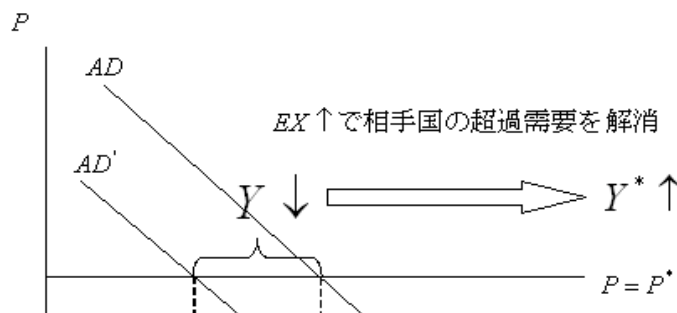 P
AD
EX↑で相手国の超過需要を解消
AD'
Y ↓
Y* ↑
P = P*